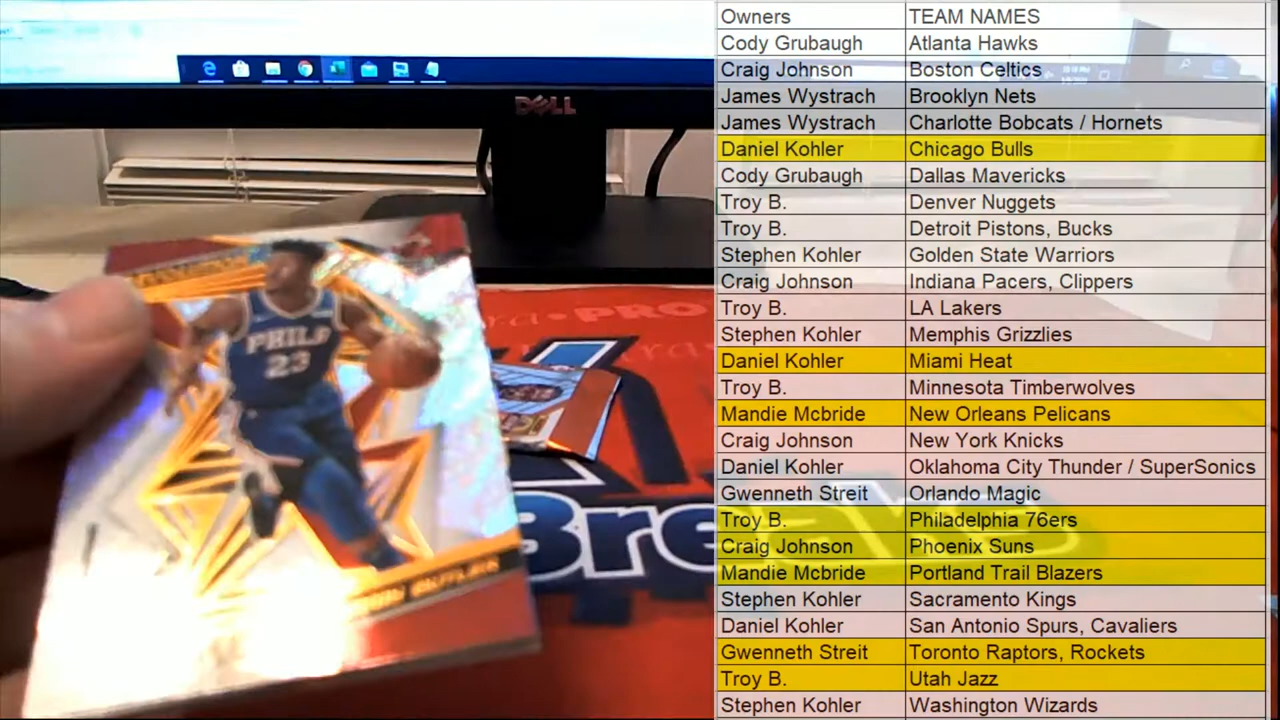 Owners TEAM NAMES
Cody Grubaugh Atlanta Hawks
Craig Johnson Boston Celtics
James Wystrach Brooklyn Nets
James Wystrach Charlotte Bobcats / Hornets
Daniel Kohler Chicago Bulls
Cody Grubaugh Dallas Mavericks
Troy B. Denver Nuggets
Troy B. Detroit Pistons, Bucks
Stephen Kohler Golden State Warriors
Craig Johnson Indiana Pacers, Clippers
Troy B. LA Lakers
Stephen Kohler Memphis Grizzlies
Daniel Kohler Miami Heat
Troy B. Minnesota Timberwolves
Mandie Mcbride New Orleans Pelicans
Craig Johnson New York Knicks
Daniel Kohler Oklahoma City Thunder / SuperSonics
Gwenneth Streit Orlando Magic
Troy B. Philadelphia 76ers
Craig Johnson Phoenix Suns
Mandie Mcbride Portland Trail Blazers
Stephen Kohler Sacramento Kings
Daniel Kohler San Antonio Spurs, Cavaliers
Gwenneth Streit Toronto Raptors, Rockets
Troy B. Utah Jazz
Stephen Kohler Washington Wizards
DELL
PHILA
23
PRO
Breaks